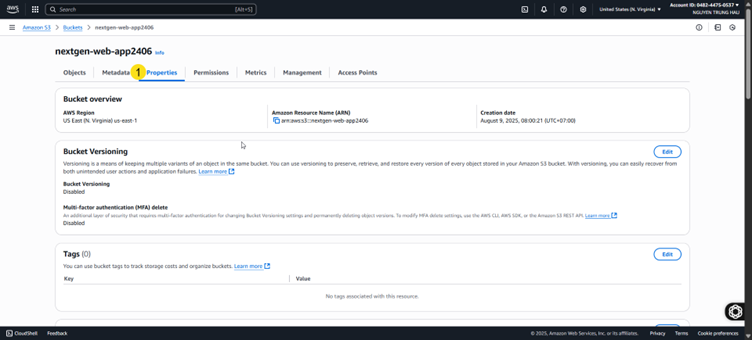 aws
Search
[Alt+S]
United States (N. Virginia)
Account ID: 0482-4475-0537
NGUYEN TRUNG HAU
Amazon S3 > Buckets > nextgen-web-app2406
nextgen-web-app2406 Info
Objects
Metadata
1
Properties
Permissions
Metrics
Management
Access Points
Bucket overview
AWS Region
US East (N. Virginia) us-east-1
Amazon Resource Name (ARN)
arn:aws:s3:::nextgen-web-app2406
Creation date
August 9, 2025, 08:00:21 (UTC+07:00)
Bucket Versioning
Edit
Versioning is a means of keeping multiple variants of an object in the same bucket. You can use versioning to preserve, retrieve, and restore every version of every object stored in your Amazon S3 bucket. With versioning, you can easily recover from
both unintended user actions and application failures. Learn more
Bucket Versioning
Disabled
Multi-factor authentication (MFA) delete
An additional layer of security that requires multi-factor authentication for changing Bucket Versioning settings and permanently deleting object versions. To modify MFA delete settings, use the AWS CLI, AWS SDK, or the Amazon S3 REST API. Learn more
Disabled
Tags (0)
Edit
You can use bucket tags to track storage costs and organize buckets. Learn more
Key
Value
No tags associated with this resource.
CloudShell
Feedback
© 2025, Amazon Web Services, Inc. or its affiliates.
Privacy
Terms
Cookie preferences